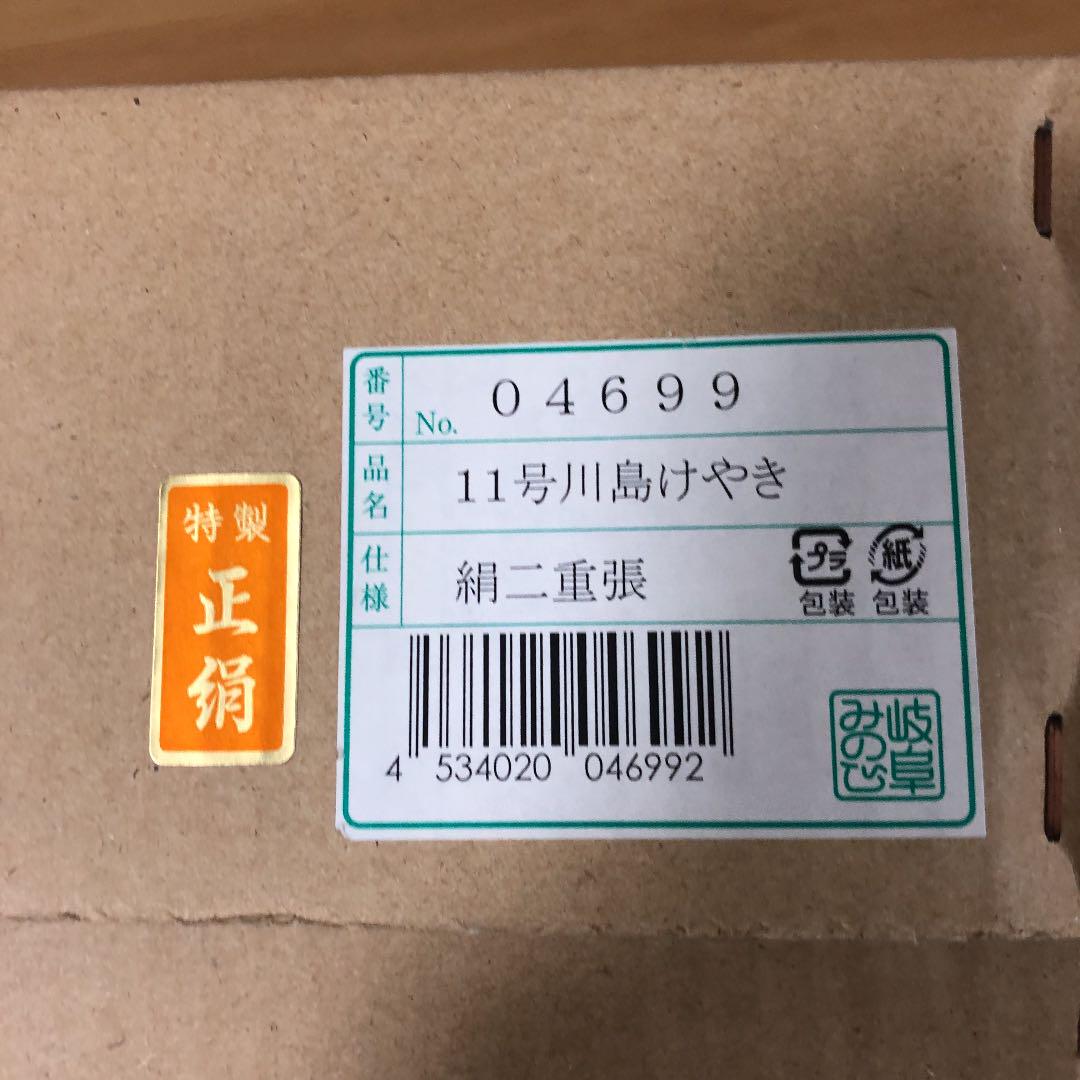 特製
正絹
番号 No. 04699
品名 11号川島けやき
仕様 絹二重張
プラ 紙
包装 包装
4 534020 046992
岐阜
みのび